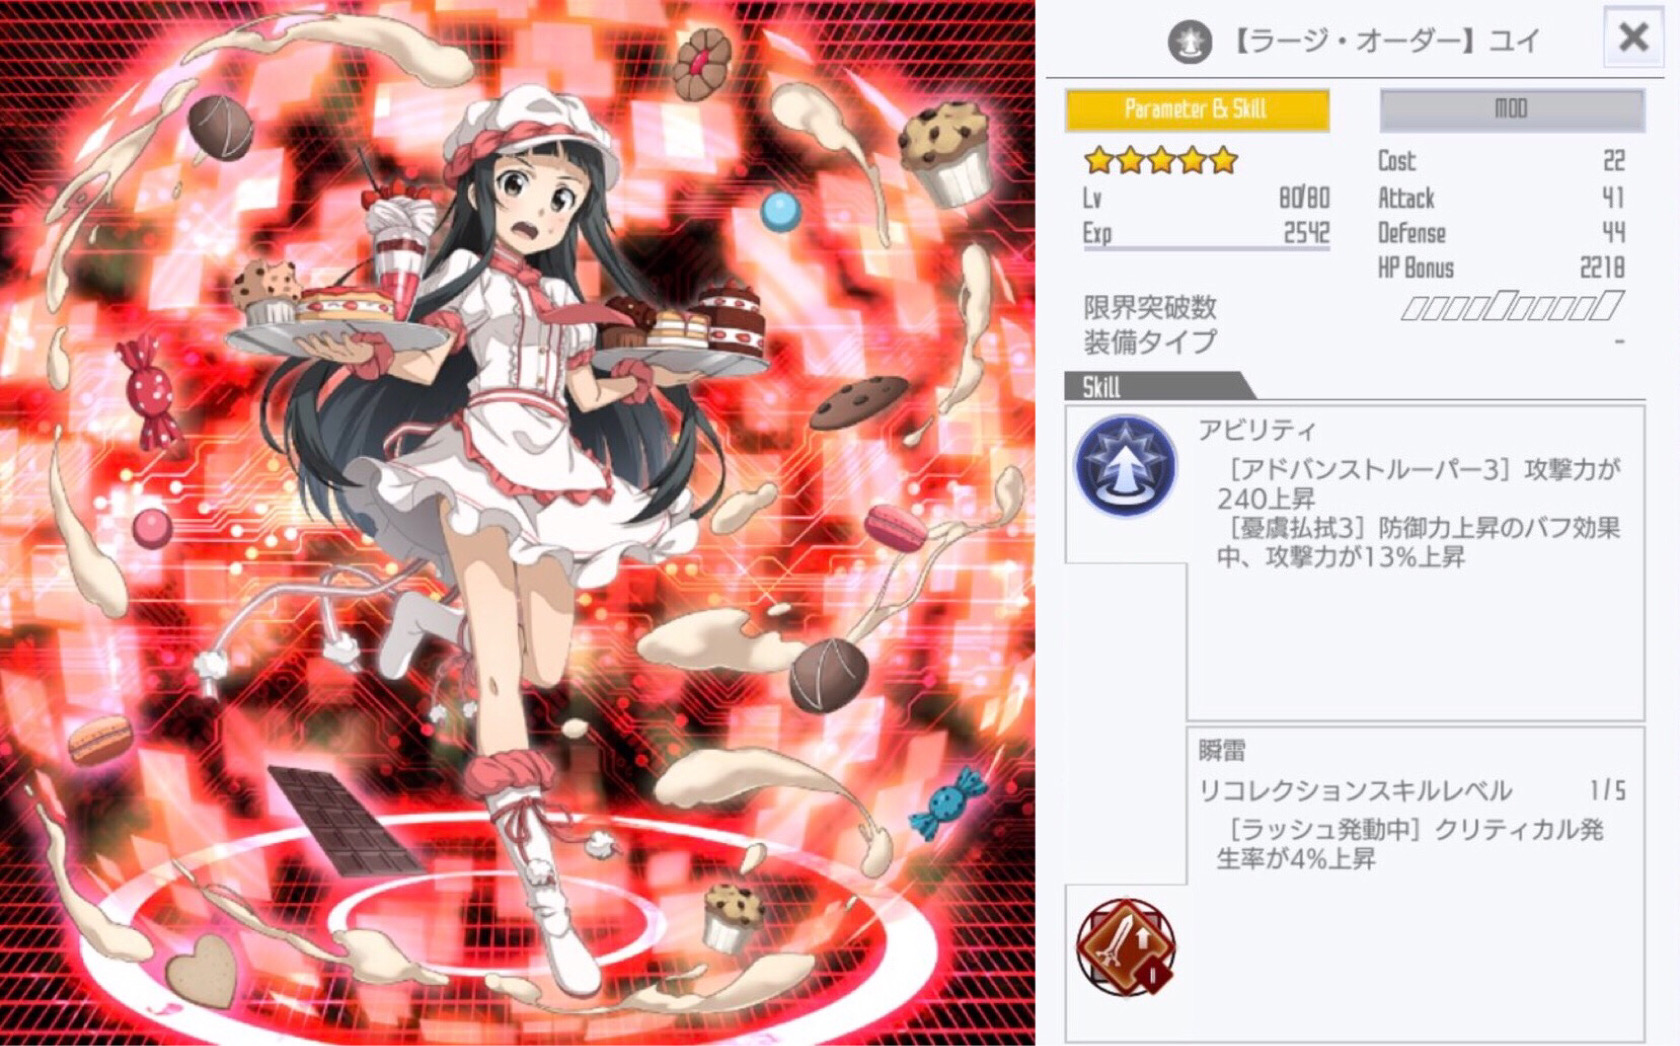 【ラージ・オーダー】ユイ
Parameter & Skill
MOD
Lv 80/80
Exp 2542
Cost 22
Attack 41
Defense 44
HP Bonus 2218
限界突破数
装備タイプ -
Skill
アビリティ
［アドバンストルーパー3］攻撃力が
240上昇
［憂虞払拭3］防御力上昇のバフ効果
中、攻撃力が13%上昇
瞬雷
リコレクションスキルレベル 1/5
［ラッシュ発動中］クリティカル発
生率が4%上昇
I